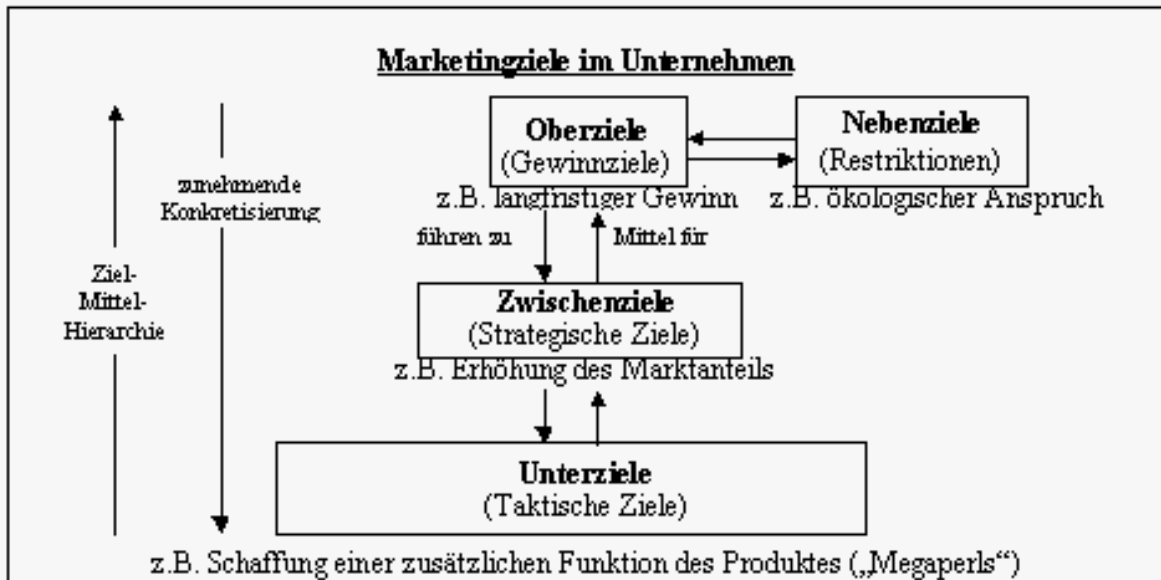 Marketingziele im Unternehmen
Oberziele
(Gewinnziele)
z.B. langfristiger Gewinn
Nebenziele
(Restriktionen)
z.B. ökologischer Anspruch
zunehmende
Konkretisierung
führen zu
Mittel für
Ziel-
Mittel-
Hierarchie
Zwischenziele
(Strategische Ziele)
z.B. Erhöhung des Marktanteils
Unterziele
(Taktische Ziele)
z.B. Schaffung einer zusätzlichen Funktion des Produktes („Megaperls“)